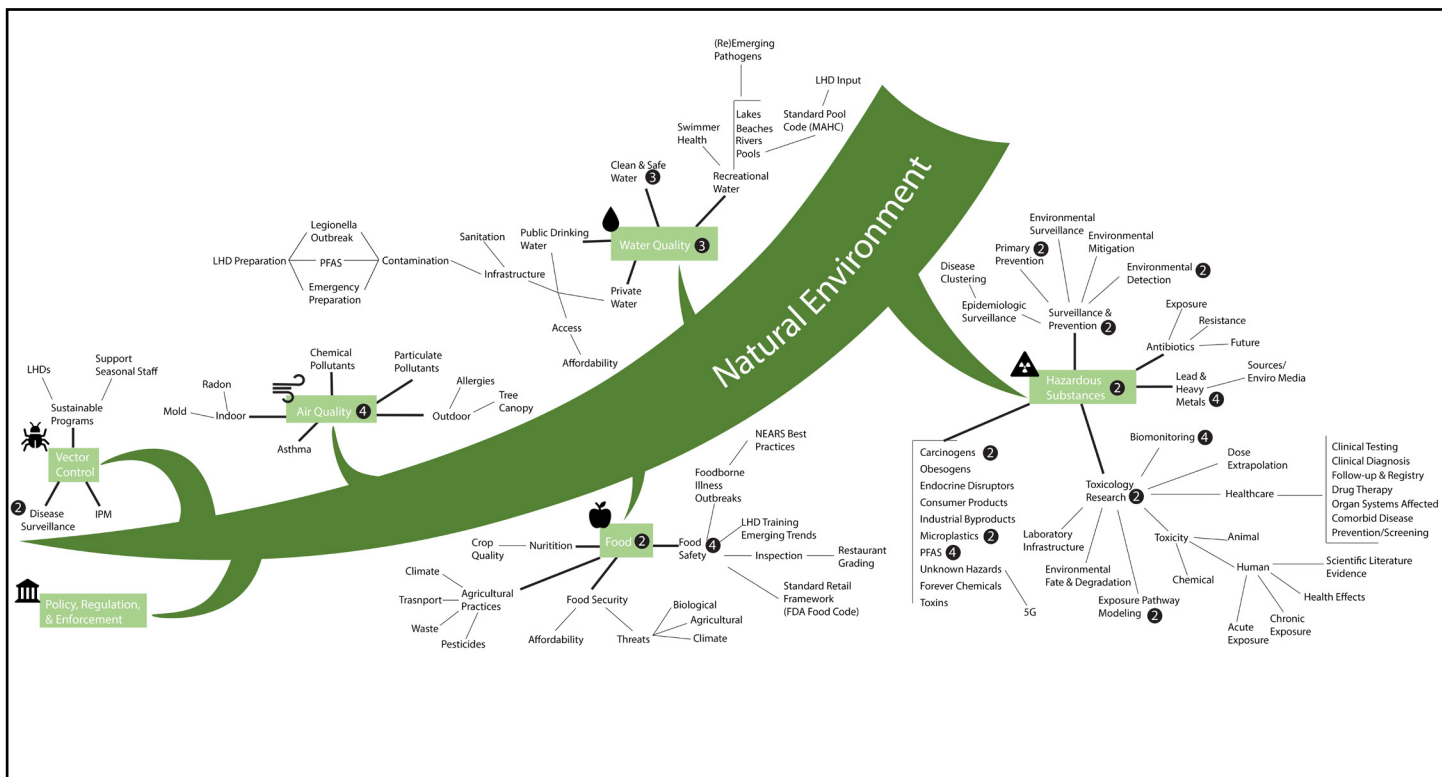 Natural Environment
(Re)Emerging
Pathogens
LHD Input
Lakes
Beaches
Rivers
Pools
Standard Pool
Code (MAHC)
Swimmer
Health
Recreational
Water
Clean & Safe
Water 3
Water Quality 3
Public Drinking
Water
Private
Water
Sanitation
Infrastructure
Access
Affordability
Contamination
Legionella
Outbreak
PFAS
Emergency
Preparation
LHD Preparation
Chemical
Pollutants
Particulate
Pollutants
Air Quality 4
Radon
Indoor
Mold
Asthma
Allergies
Outdoor
Tree
Canopy
LHDs
Support
Seasonal Staff
Sustainable
Programs
Vector
Control
2 Disease
Surveillance
IPM
Policy, Regulation,
& Enforcement
NEARS Best
Practices
Foodborne
Illness
Outbreaks
Food 2
Food
Safety 4
LHD Training
Emerging Trends
Inspection
Restaurant
Grading
Standard Retail
Framework
(FDA Food Code)
Crop
Quality
Nuritition
Climate
Trasnport
Waste
Pesticides
Agricultural
Practices
Food Security
Affordability
Threats
Biological
Agricultural
Climate
Environmental
Surveillance
Primary 2
Prevention
Environmental
Mitigation
Environmental 2
Detection
Disease
Clustering
Epidemiologic
Surveillance
Surveillance &
Prevention 2
Exposure
Resistance
Antibiotics
Future
Hazardous
Substances 2
Lead &
Heavy
Metals 4
Sources/
Enviro Media
Carcinogens 2
Obesogens
Endocrine Disruptors
Consumer Products
Industrial Byproducts
Microplastics 2
PFAS 4
Unknown Hazards
Forever Chemicals
Toxins
5G
Biomonitoring 4
Dose
Extrapolation
Toxicology
Research 2
Healthcare
Clinical Testing
Clinical Diagnosis
Follow-up & Registry
Drug Therapy
Organ Systems Affected
Comorbid Disease
Prevention/Screening
Laboratory
Infrastructure
Environmental
Fate & Degradation
Exposure Pathway
Modeling 2
Toxicity
Animal
Chemical
Human
Scientific Literature
Evidence
Health Effects
Chronic
Exposure
Acute
Exposure